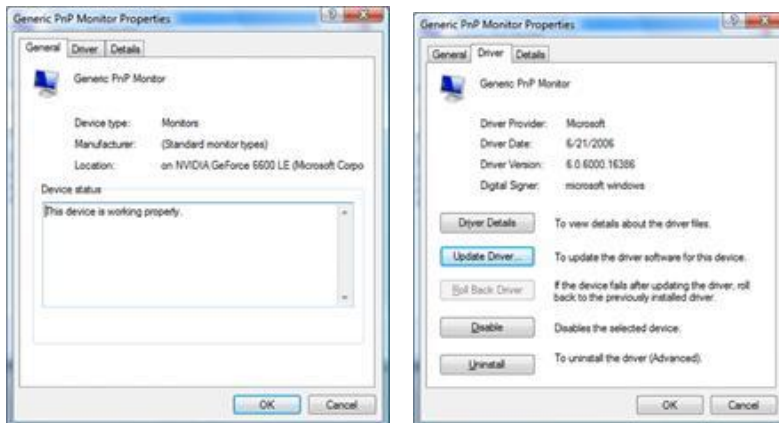 Generic PnP Monitor Properties
General Driver Details
Generic PnP Monitor
Device type: Monitors
Manufacturer: (Standard monitor types)
Location: on NVIDIA GeForce 6600 LE (Microsoft Corpo
Device status
This device is working properly.
OK Cancel
Generic PnP Monitor Properties
General Driver Details
Generic PnP Monitor
Driver Provider: Microsoft
Driver Date: 6/21/2006
Driver Version: 6.0.6000.16386
Digital Signer: microsoft windows
Driver Details To view details about the driver files.
Update Driver... To update the driver software for this device.
Roll Back Driver If the device fails after updating the driver, roll
back to the previously installed driver.
Disable Disables the selected device.
Uninstall To uninstall the driver (Advanced).
OK Cancel